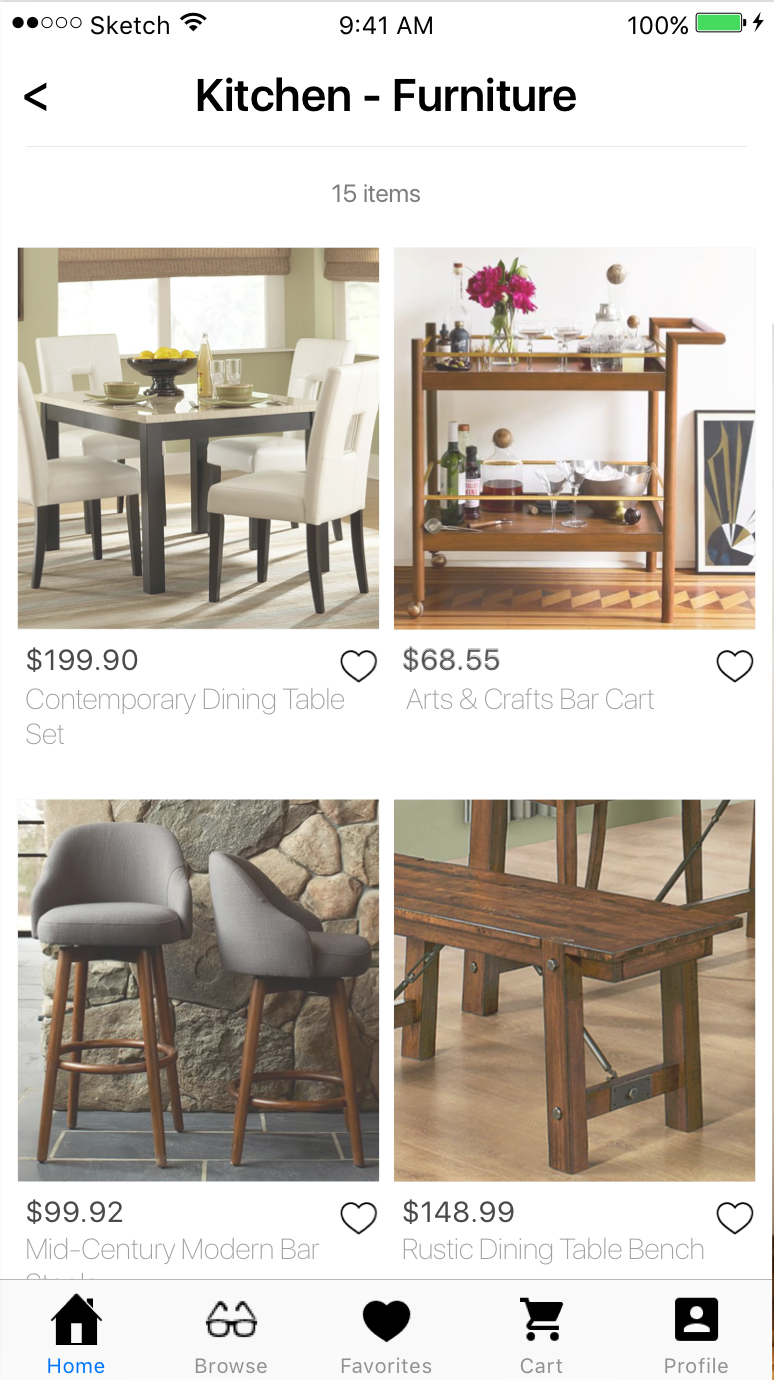 Sketch 9:41 AM 100%
< Kitchen - Furniture
15 items
$199.90 $68.55
Contemporary Dining Table Arts & Crafts Bar Cart
Set
$99.92 $148.99
Mid-Century Modern Bar Rustic Dining Table Bench
Home Browse Favorites Cart Profile